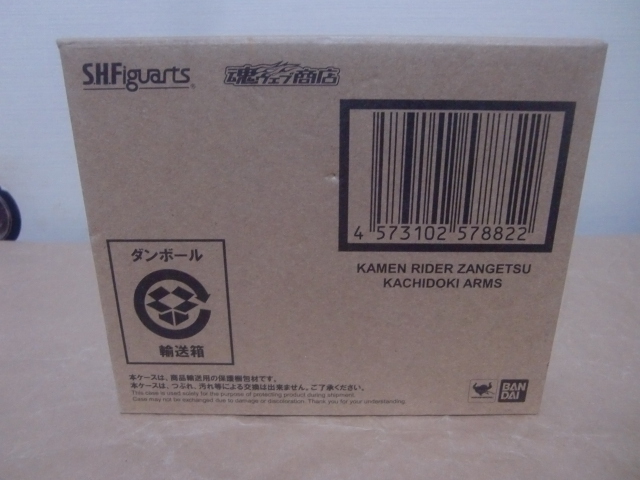 S.H.Figuarts
魂ウェブ商店
4 573102 578822
KAMEN RIDER ZANGETSU
KACHIDOKI ARMS
ダンボール
輸送箱
本ケースは、商品輸送用の保護梱包材です。
本ケースは、つぶれ、汚れ等による交換は出来ません。ご了承ください。
This case is used solely for the purpose of protecting product during shipment.
Case may not be exchanged due to damage or discoloration. Thank you for your understanding.
BAN
DAI